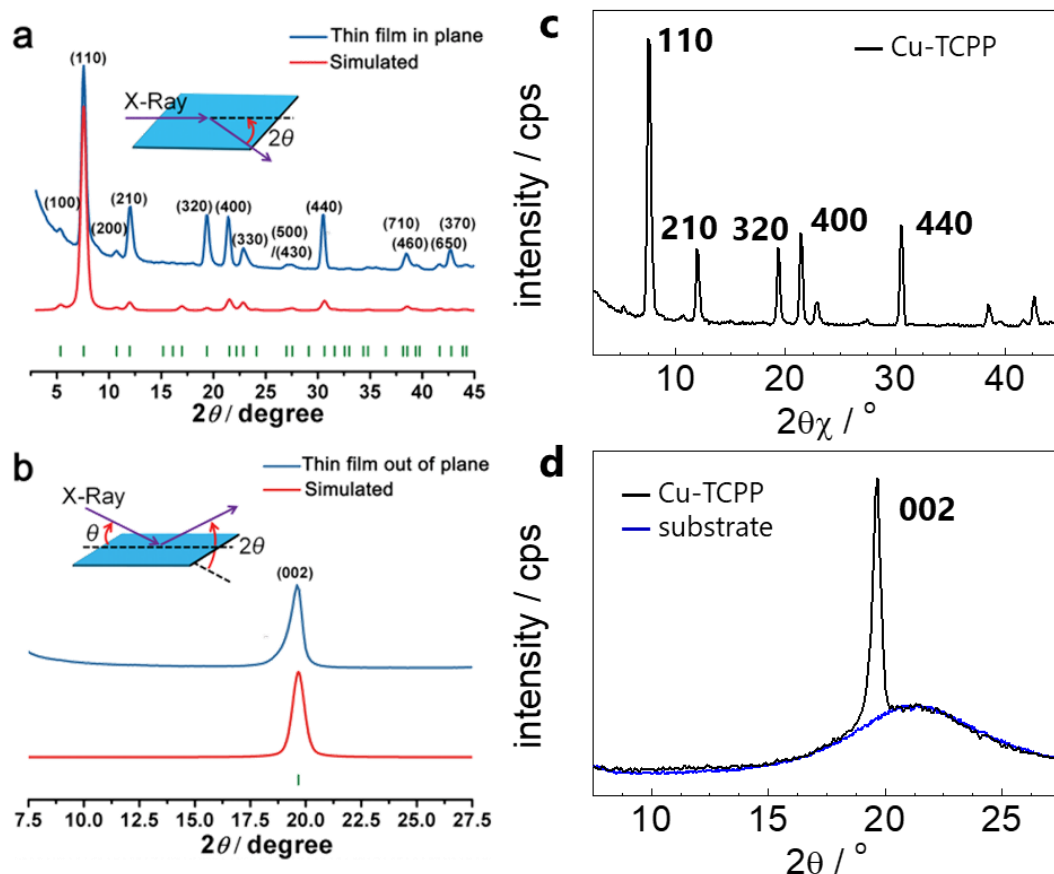 a
Thin film in plane
Simulated
(110)
X-Ray
2θ
(100)
(200)
(210)
(320)
(400)
(330)
(500)
/(430)
(440)
(710)
(460)
(370)
(650)
5 10 15 20 25 30 35 40 45
2θ / degree
b
Thin film out of plane
Simulated
X-Ray
θ
2θ
(002)
7.5 10.0 12.5 15.0 17.5 20.0 22.5 25.0 27.5
2θ / degree
c
110
Cu-TCPP
210
320
400
440
intensity / cps
10 20 30 40
2θχ / °
d
Cu-TCPP
substrate
002
intensity / cps
10 15 20 25
2θ / °